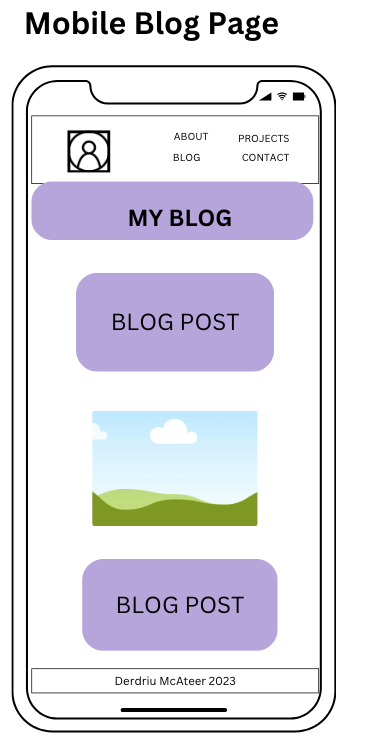 Mobile Blog Page
ABOUT PROJECTS
BLOG CONTACT
MY BLOG
BLOG POST
BLOG POST
Derdriu McAteer 2023